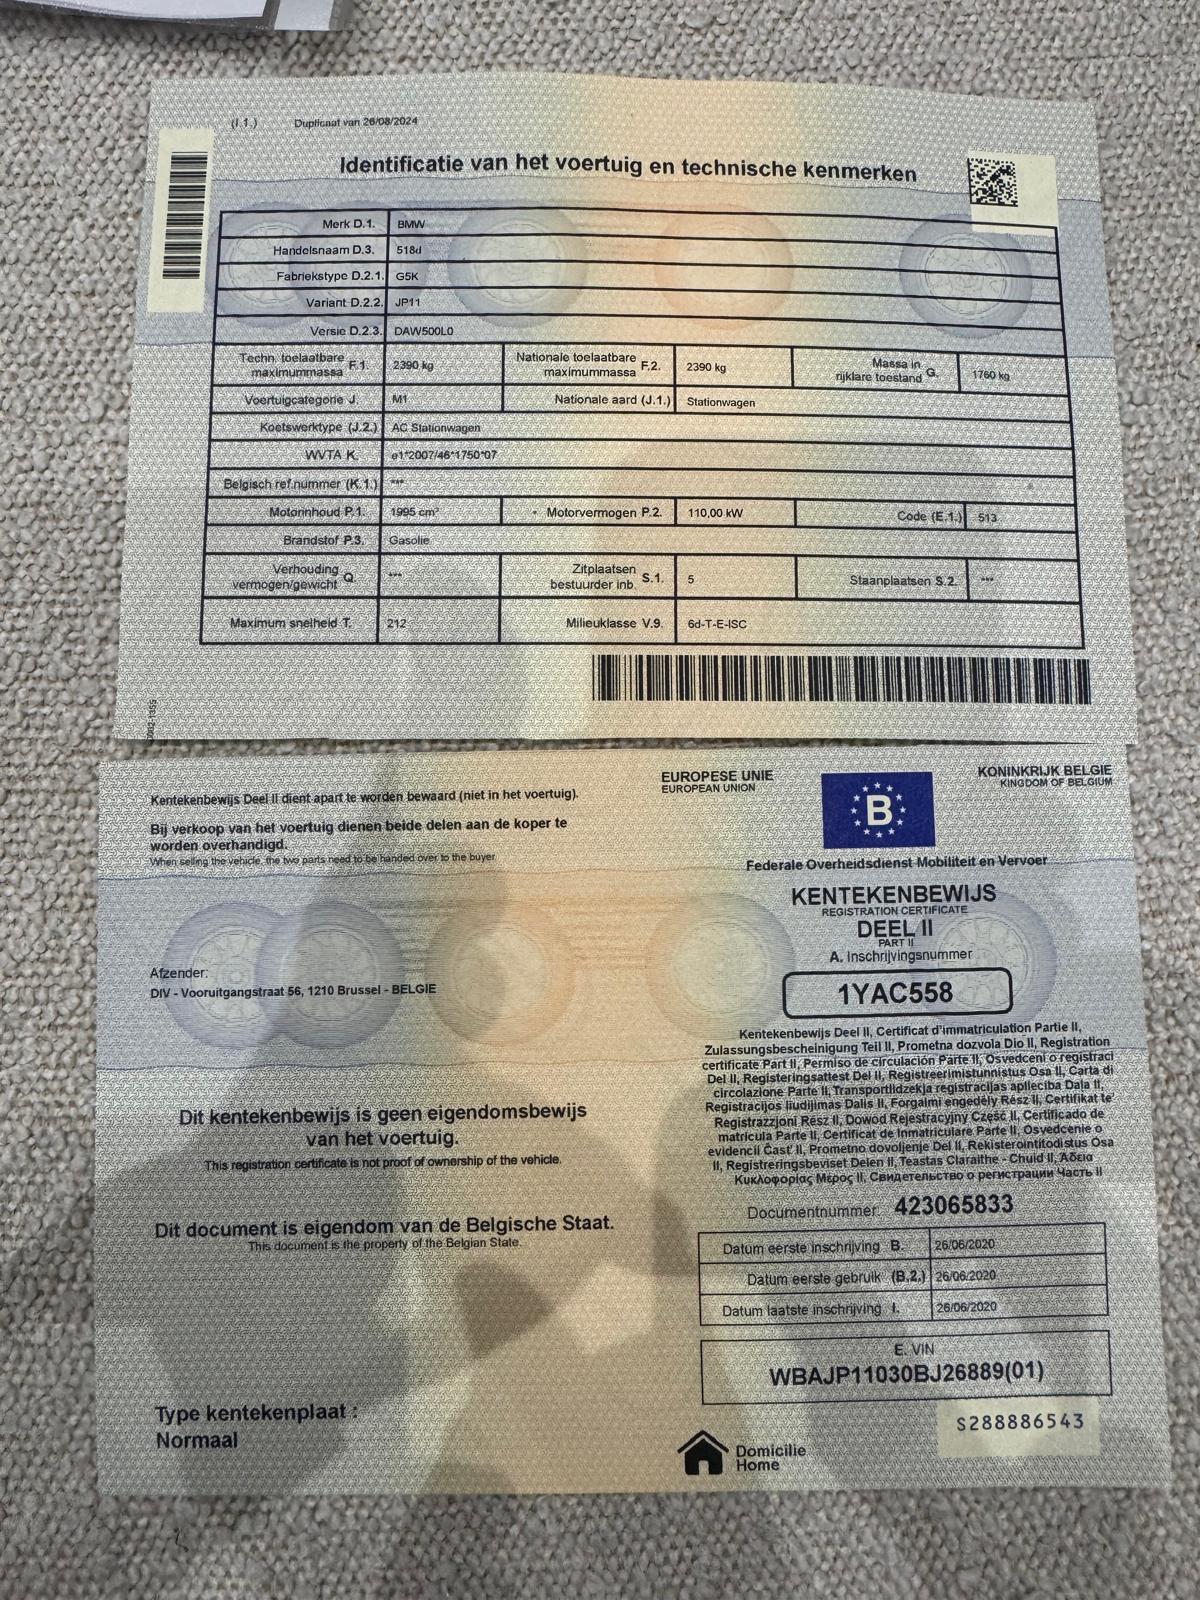 (I.1.) Duplicaat van 26/08/2024
Identificatie van het voertuig en technische kenmerken
Merk D.1. BMW
Handelsnaam D.3. 518d
Fabriekstype D.2.1. G5K
Variant D.2.2. JP11
Versie D.2.3. DAW500L0
Techn. toelaatbare maximummassa F.1. 2390 kg Nationale toelaatbare maximummassa F.2. 2390 kg Massa in rijklare toestand G. 1760 kg
Voertuigcategorie J. M1 Nationale aard (J.1.) Stationwagen
Koetswerktype (J.2.) AC Stationwagen
WVTA K. e1*2007/46*1750*07
Belgisch ref.nummer (K.1.) ***
Motorinhoud P.1. 1995 cm³ Motorvermogen P.2. 110,00 kW Code (E.1.) 513
Brandstof P.3. Gasolie
Verhouding vermogen/gewicht Q. *** Zitplaatsen bestuurder inb. S.1. 5 Staanplaatsen S.2. ***
Maximum snelheid T. 212 Milieuklasse V.9. 6d-T-E-ISC
Kentekenbewijs Deel II dient apart te worden bewaard (niet in het voertuig).
Bij verkoop van het voertuig dienen beide delen aan de koper te
worden overhandigd.
When selling the vehicle, the two parts need to be handed over to the buyer
Afzender:
DIV - Vooruitgangstraat 56, 1210 Brussel - BELGIE
Dit kentekenbewijs is geen eigendomsbewijs
van het voertuig.
This registration certificate is not proof of ownership of the vehicle.
Dit document is eigendom van de Belgische Staat.
This document is the property of the Belgian State.
Type kentekenplaat :
Normaal
EUROPESE UNIE
EUROPEAN UNION
B
KONINKRIJK BELGIE
KINGDOM OF BELGIUM
Federale Overheidsdienst Mobiliteit en Vervoer
KENTEKENBEWIJS
REGISTRATION CERTIFICATE
DEEL II
PART II
A. Inschrijvingsnummer
1YAC558
Kentekenbewijs Deel II, Certificat d'immatriculation Partie II,
Zulassungsbescheinigung Teil II, Prometna dozvola Dio II, Registration
certificate Part II, Permiso de circulación Parte II, Osvedceni o registraci
Del II, Registeringsattest Del II, Registreerimistunnistus Osa II, Carta di
circolazione Parte II, Transportlidzekja registracijas aplieciba Dala II,
Registracijos liudijimas Dalis II, Forgalmi engedély Rész II, Certifikat te'
Registrazzjoni Rész II, Dowod Rejestracyjny Część II, Certificado de
matricula Parte II, Certificat de Inmatriculare Partea II, Osvedcenie o
evidencii Čast' II, Prometno dovoljenje Del II, Rekisterointitodistus Osa
II, Registreringsbeviset Delen II, Teastas Claraithe - Chuid II, Άδεια
Κυκλοφορίας Μέρος II, Свидетельство о регистрации Часть II
Documentnummer: 423065833
Datum eerste inschrijving B. 26/06/2020
Datum eerste gebruik (B.2.) 26/06/2020
Datum laatste inschrijving I. 26/06/2020
E. VIN
WBAJP11030BJ26889(01)
S288886543
Domicilie
Home